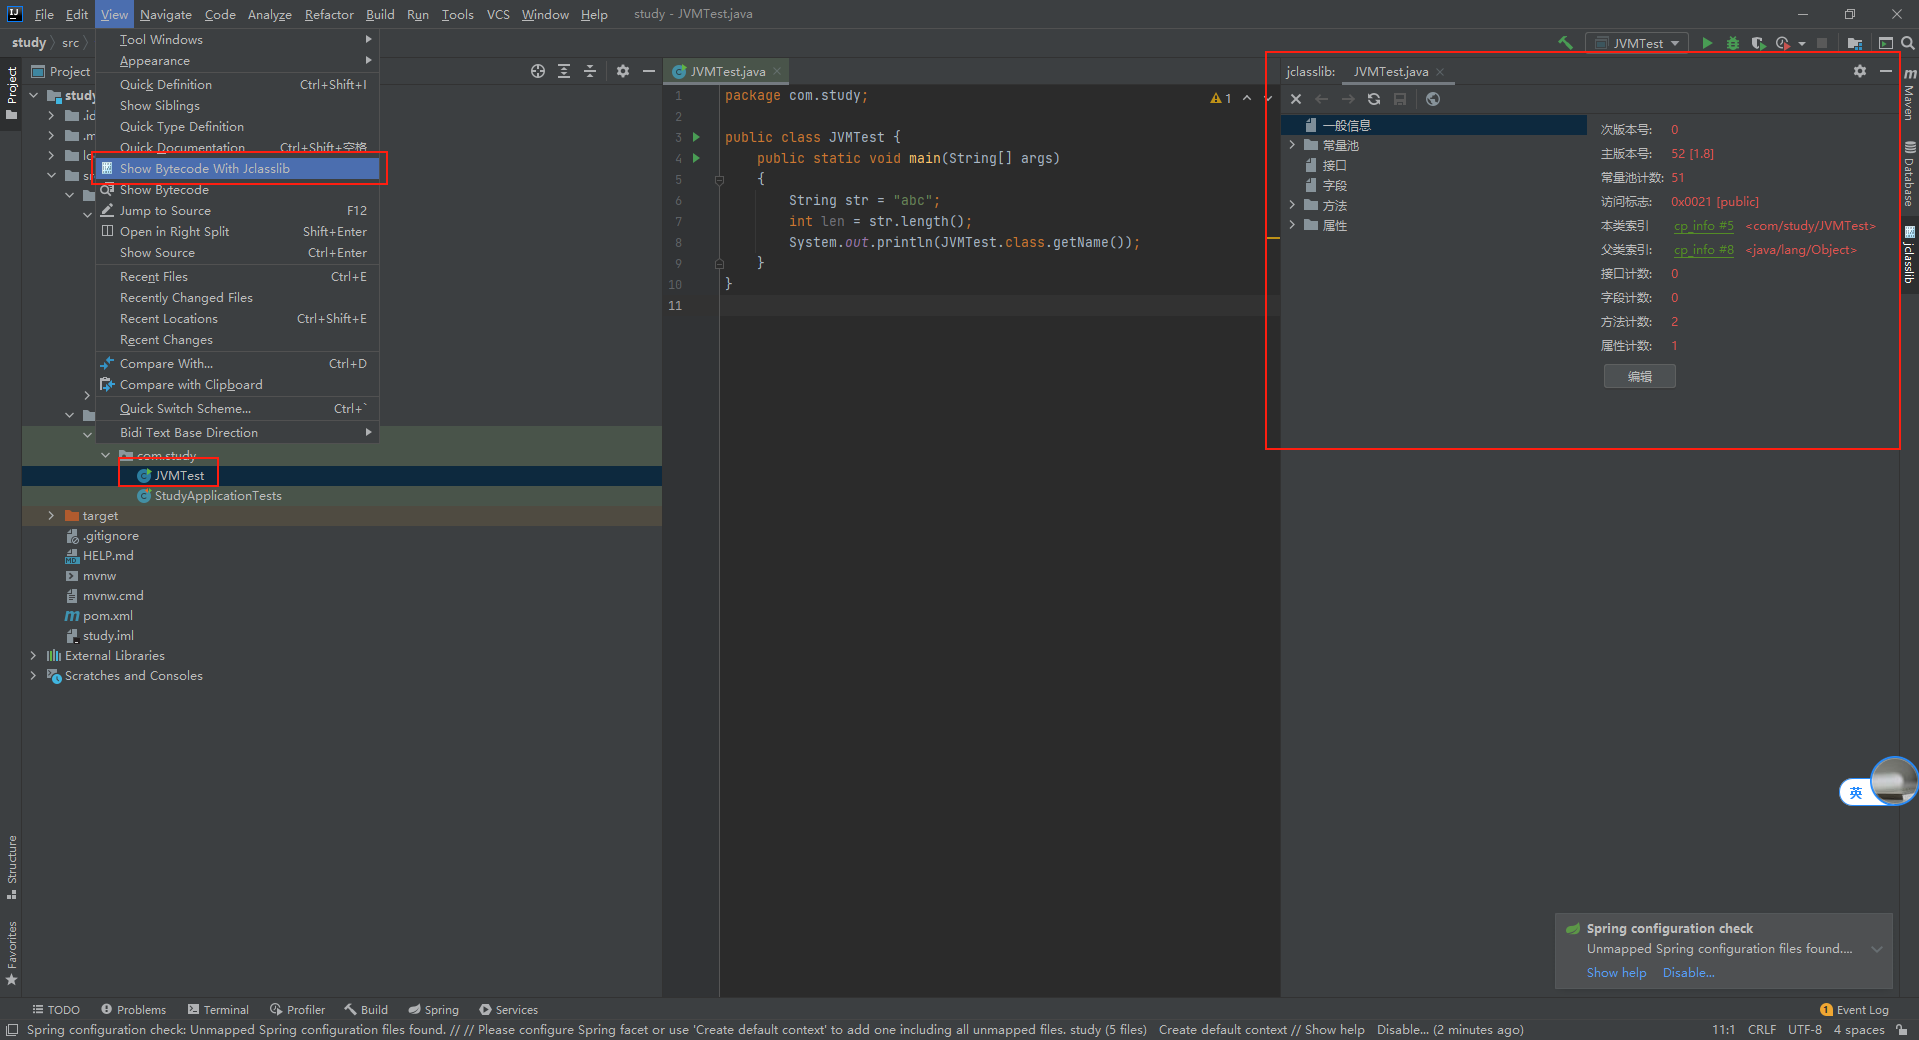 File Edit View Navigate Code Analyze Refactor Build Run Tools VCS Window Help study - JVMTest.java
study src
JVMTest
Project
Tool Windows
Appearance
Quick Definition Ctrl+Shift+I
Show Siblings
Quick Type Definition
Quick Documentation Ctrl+Shift+空格
Show Bytecode With Jclasslib
Show Bytecode
Jump to Source F12
Open in Right Split Shift+Enter
Show Source Ctrl+Enter
Recent Files Ctrl+E
Recently Changed Files
Recent Locations Ctrl+Shift+E
Recent Changes
Compare With... Ctrl+D
Compare with Clipboard
Quick Switch Scheme... Ctrl+`
Bidi Text Base Direction
Project
study
.id
.m
sr
com.study
JVMTest
StudyApplicationTests
target
.gitignore
HELP.md
mvnw
mvnw.cmd
pom.xml
study.iml
External Libraries
Scratches and Consoles
Structure
Favorites
JVMTest.java
1 package com.study;
2
3 public class JVMTest {
4 public static void main(String[] args)
5 {
6 String str = "abc";
7 int len = str.length();
8 System.out.println(JVMTest.class.getName());
9 }
10 }
11
1
jclasslib: JVMTest.java
一般信息
常量池
接口
字段
方法
属性
次版本号: 0
主版本号: 52 [1.8]
常量池计数: 51
访问标志: 0x0021 [public]
本类索引 cp_info #5 <com/study/JVMTest>
父类索引: cp_info #8 <java/lang/Object>
接口计数: 0
字段计数: 0
方法计数: 2
属性计数: 1
编辑
Maven
Database
jclasslib
英
Spring configuration check
Unmapped Spring configuration files found....
Show help Disable...
TODO Problems Terminal Profiler Build Spring Services
1 Event Log
Spring configuration check: Unmapped Spring configuration files found. // // Please configure Spring facet or use 'Create default context' to add one including all unmapped files. study (5 files) Create default context // Show help Disable... (2 minutes ago)
11:1 CRLF UTF-8 4 spaces